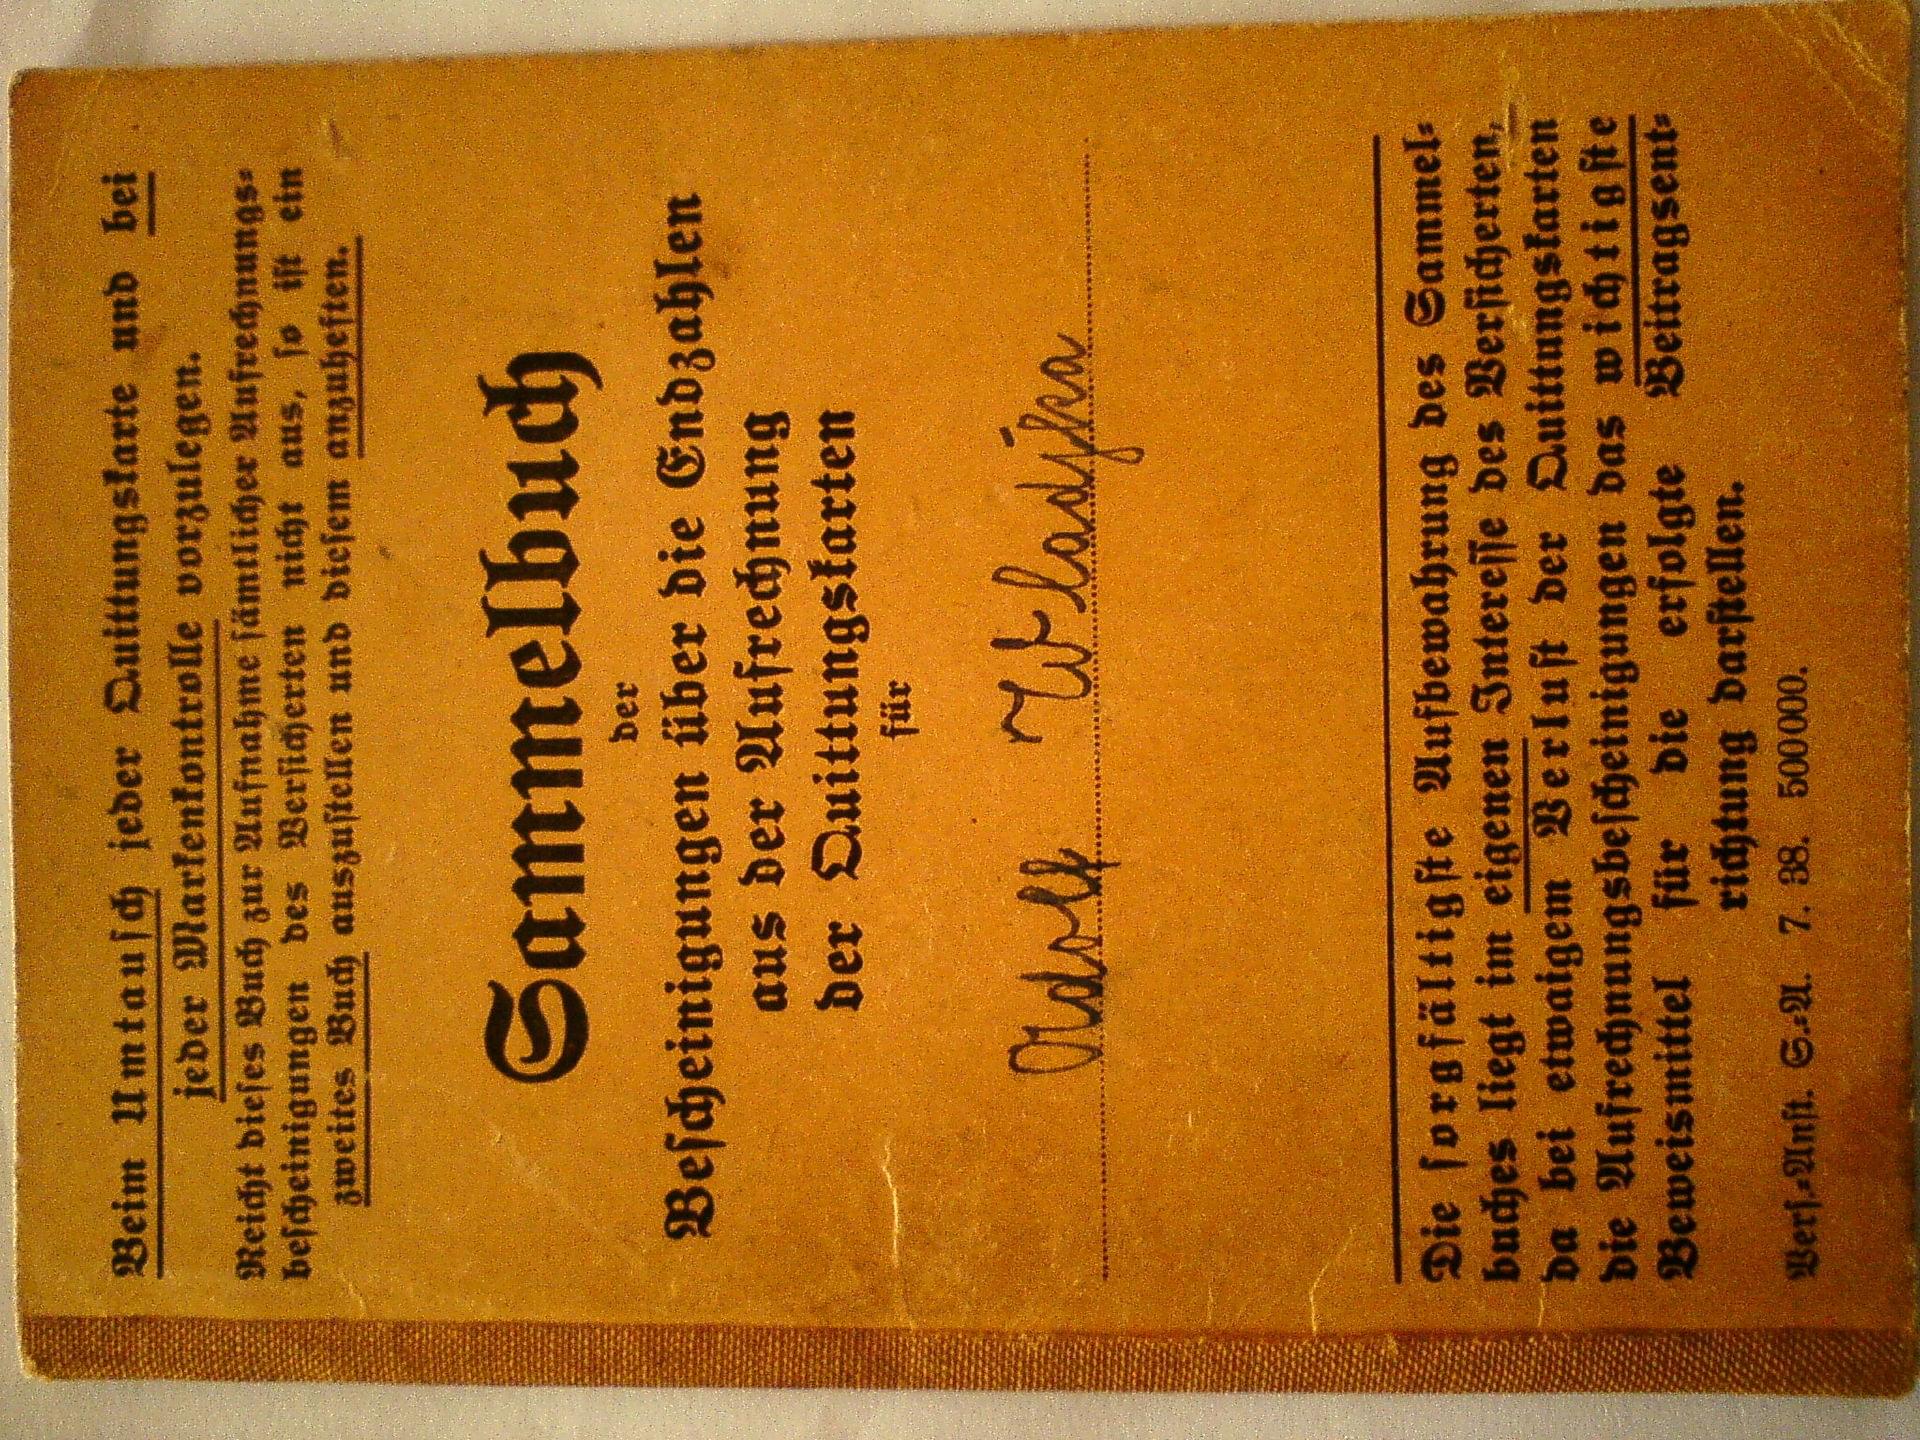 Beim Umtausch jeder Quittungskarte und bei
jeder Markenkontrolle vorzulegen.
Reicht dieses Buch zur Aufnahme sämtlicher Aufrechnungs-
bescheinigungen des Versicherten nicht aus, so ist ein
zweites Buch auszustellen und diesem anzuheften.
Sammelbuch
der
Bescheinigungen über die Endzahlen
aus der Aufrechnung
der Quittungskarten
für
Adolf Wladjka
Die sorgfältigste Aufbewahrung des Sammel-
buches liegt im eigenen Interesse des Versicherten,
da bei etwaigem Verlust der Quittungskarten
die Aufrechnungsbescheinigungen das wichtigste
Beweismittel für die erfolgte Beitragsent-
richtung darstellen.
Vers.-Anst. S.-A. 7. 38. 500000.